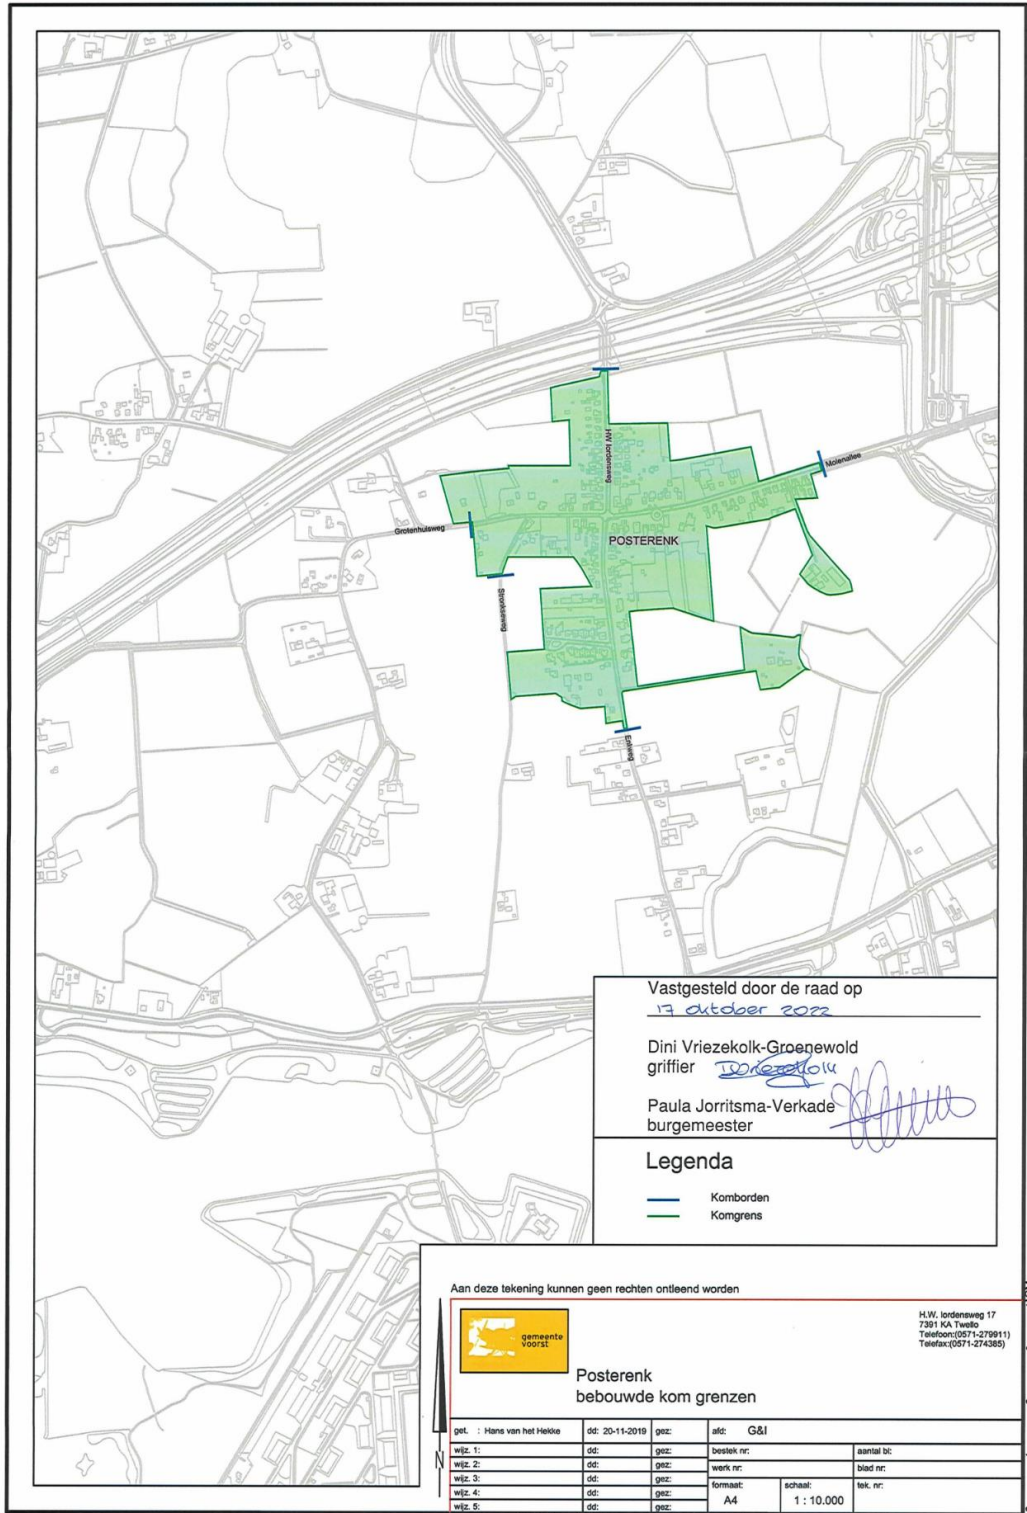 HW Iordensweg
Molenallee
Grotenhuisweg
POSTERENK
Stronkseweg
Enkweg
Vastgesteld door de raad op
17 oktober 2022
Dini Vriezekolk-Groenewold
griffier
Paula Jorritsma-Verkade
burgemeester
Legenda
Komborden
Komgrens
Aan deze tekening kunnen geen rechten ontleend worden
gemeente
voorst
H.W. Iordensweg 17
7391 KA Twello
Telefoon:(0571-279911)
Telefax:(0571-274385)
Posterenk
bebouwde kom grenzen
get. : Hans van het Hekke dd: 20-11-2019 gez: afd: G&I
wijz. 1: dd: gez: bestek nr: aantal bl:
wijz. 2: dd: gez: werk nr: blad nr:
wijz. 3: dd: gez: formaat: schaal: tek. nr:
wijz. 4: dd: gez: A4 1 : 10.000
wijz. 5: dd: gez:
N